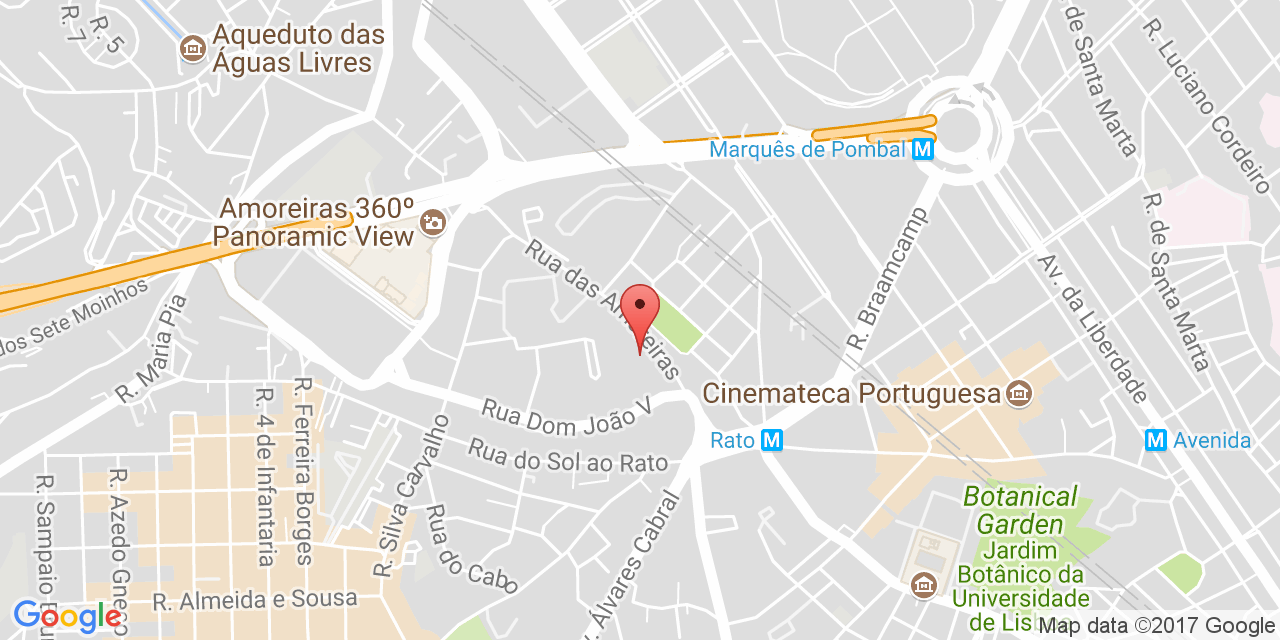 R. 7
R. 5
Aqueduto das
Águas Livres
de Santa Marta
R. Luciano Cordeiro
Marquês de Pombal
M
Amoreiras 360º
Panoramic View
R. de Santa Marta
R. Braamcamp
Av. da Liberdade
Rua das Amoreiras
dos Sete Moinhos
R. Maria Pia
Cinemateca Portuguesa
Rua Dom João V
Rato
M
M
Avenida
Rua do Sol ao Rato
R. Ferreira Borges
R. 4 de Infantaria
R. Silva Carvalho
R. Sampaio
R. Azedo Gneco
Rua do Cabo
Álvares Cabral
R. Almeida e Sousa
Botanical
Garden
Jardim
Botânico da
Universidade
de Lis
Google
Map data ©2017 Google